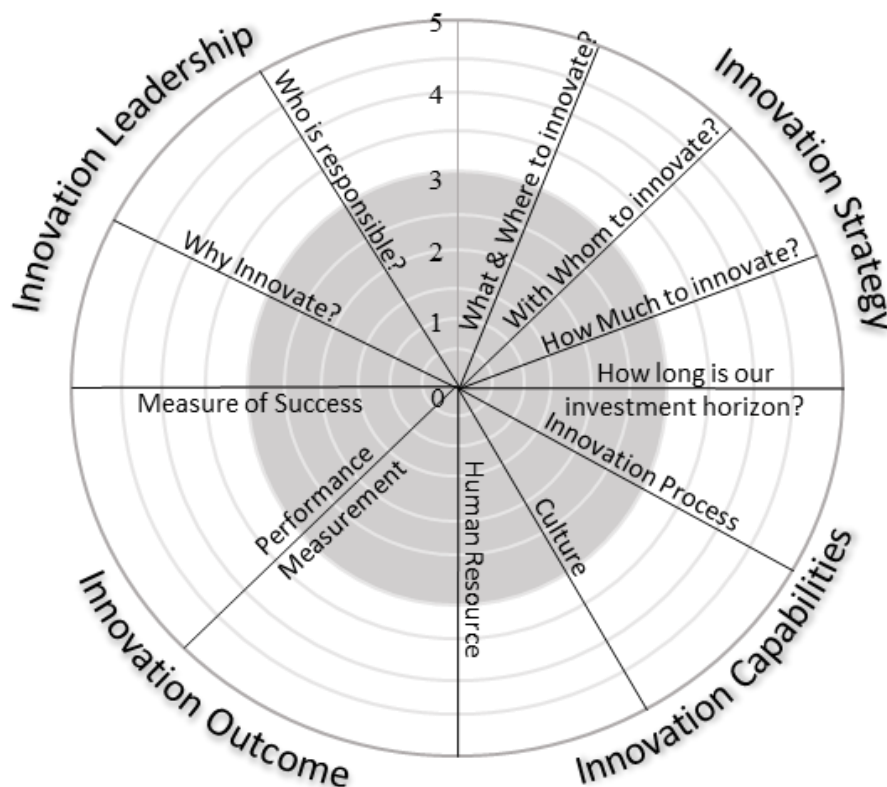 Innovation Leadership
Innovation Strategy
Innovation Capabilities
Innovation Outcome
5
4
3
2
1
0
Who is responsible?
Why Innovate?
What & Where to innovate?
With Whom to innovate?
How Much to innovate?
How long is our
investment horizon?
Innovation Process
Culture
Human Resource
Performance
Measurement
Measure of Success